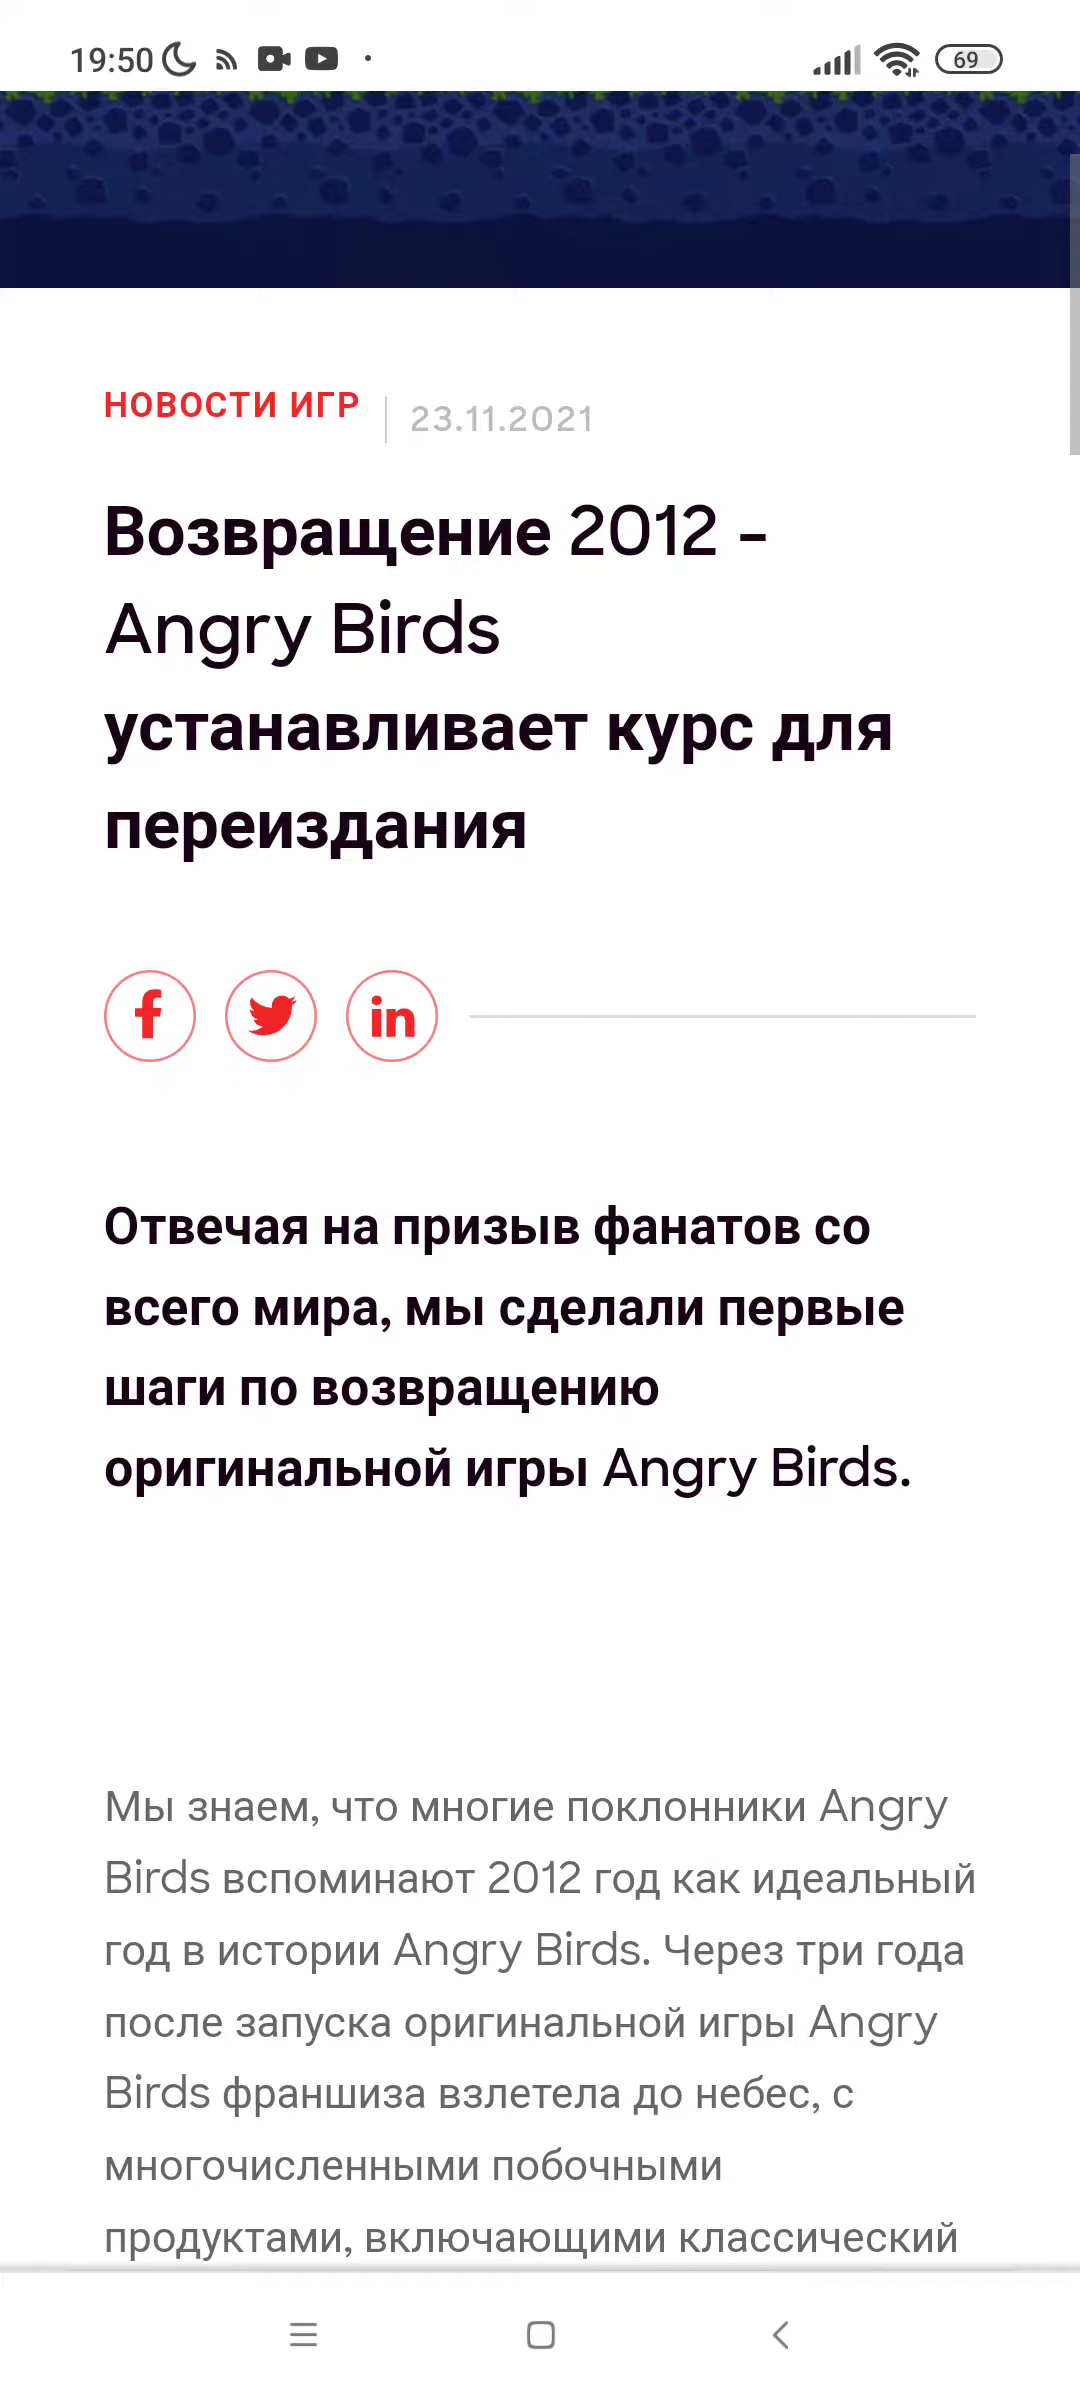 19:50
69
НОВОСТИ ИГР
23.11.2021
Возвращение 2012 –
Angry Birds
устанавливает курс для
переиздания
Отвечая на призыв фанатов со
всего мира, мы сделали первые
шаги по возвращению
оригинальной игры Angry Birds.
Мы знаем, что многие поклонники Angry
Birds вспоминают 2012 год как идеальный
год в истории Angry Birds. Через три года
после запуска оригинальной игры Angry
Birds франшиза взлетела до небес, с
многочисленными побочными
продуктами, включающими классический